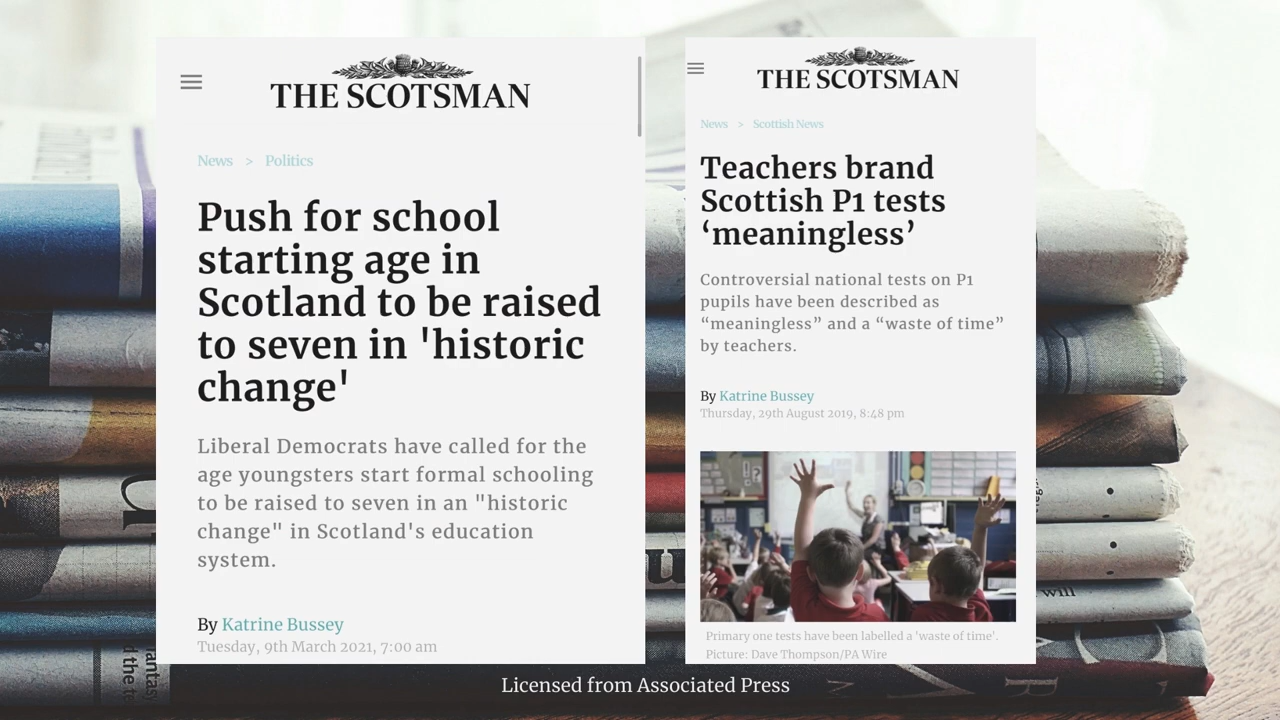 THE SCOTSMAN
News > Politics
Push for school
starting age in
Scotland to be raised
to seven in 'historic
change'
Liberal Democrats have called for the
age youngsters start formal schooling
to be raised to seven in an "historic
change" in Scotland's education
system.
By Katrine Bussey
Tuesday, 9th March 2021, 7:00 am
THE SCOTSMAN
News > Scottish News
Teachers brand
Scottish P1 tests
‘meaningless’
Controversial national tests on P1
pupils have been described as
“meaningless” and a “waste of time”
by teachers.
By Katrine Bussey
Thursday, 29th August 2019, 8:48 pm
Primary one tests have been labelled a 'waste of time'.
Picture: Dave Thompson/PA Wire
will
Licensed from Associated Press